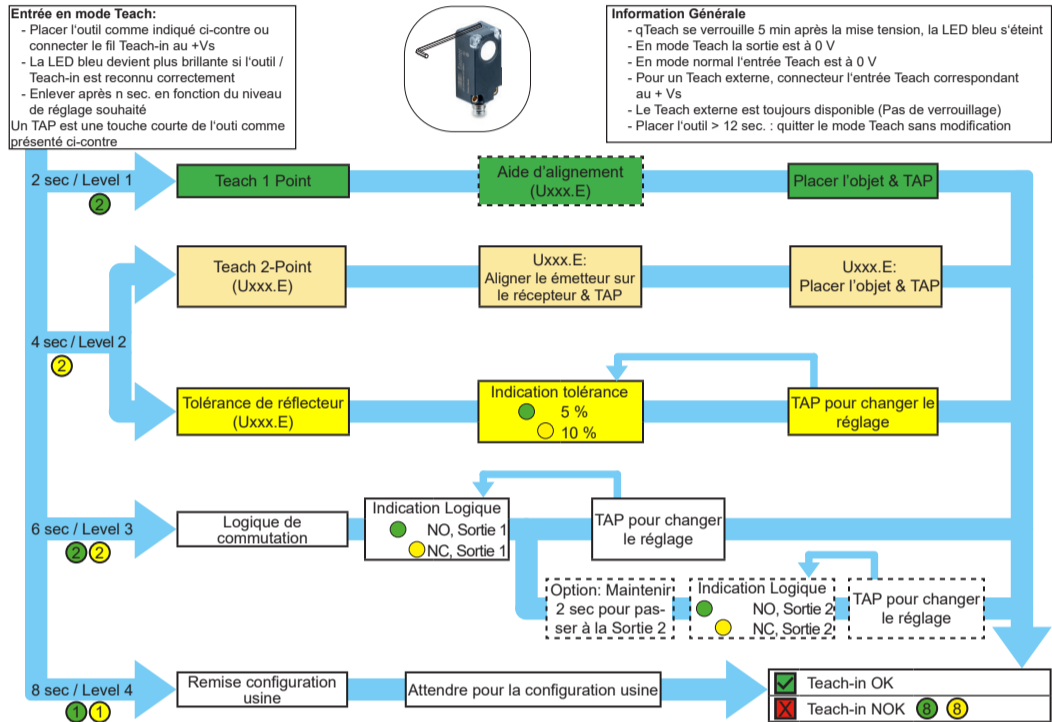 Entrée en mode Teach:
- Placer l'outil comme indiqué ci-contre ou
connecter le fil Teach-in au +Vs
- La LED bleu devient plus brillante si l'outil /
Teach-in est reconnu correctement
- Enlever après n sec. en fonction du niveau
de réglage souhaité
Un TAP est une touche courte de l'outi comme
présenté ci-contre
Information Générale
- qTeach se verrouille 5 min après la mise tension, la LED bleu s'éteint
- En mode Teach la sortie est à 0 V
- En mode normal l'entrée Teach est à 0 V
- Pour un Teach externe, connecteur l'entrée Teach correspondant
au + Vs
- Le Teach externe est toujours disponible (Pas de verrouillage)
- Placer l'outil > 12 sec. : quitter le mode Teach sans modification
2 sec / Level 1
2
Teach 1 Point
Aide d'alignement
(Uxxx.E)
Placer l'objet & TAP
4 sec / Level 2
2
Teach 2-Point
(Uxxx.E)
Uxxx.E:
Aligner le émetteur sur
le récepteur & TAP
Uxxx.E:
Placer l'objet & TAP
Tolérance de réflecteur
(Uxxx.E)
Indication tolérance
5 %
10 %
TAP pour changer le
réglage
6 sec / Level 3
2 2
Logique de
commutation
Indication Logique
NO, Sortie 1
NC, Sortie 1
TAP pour changer
le réglage
Option: Maintenir
2 sec pour pas-
ser à la Sortie 2
Indication Logique
NO, Sortie 2
NC, Sortie 2
TAP pour changer
le réglage
8 sec / Level 4
1 1
Remise configuration
usine
Attendre pour la configuration usine
Teach-in OK
Teach-in NOK 8 8